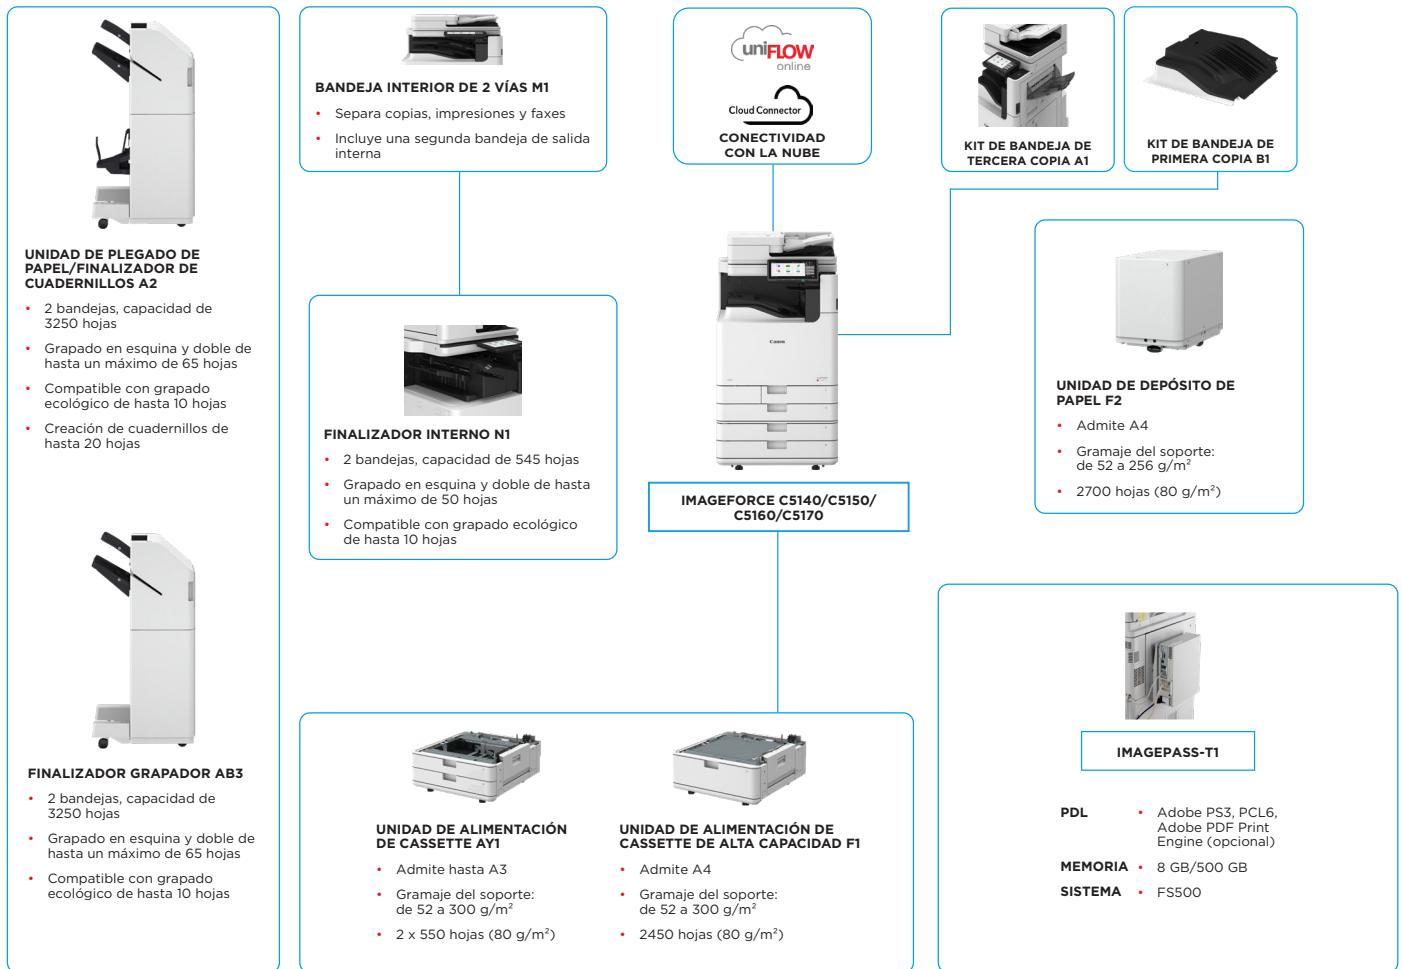 UNIDAD DE PLEGADO DE
PAPEL/FINALIZADOR DE
CUADERNILLOS A2
• 2 bandejas, capacidad de
3250 hojas
• Grapado en esquina y doble de
hasta un máximo de 65 hojas
• Compatible con grapado
ecológico de hasta 10 hojas
• Creación de cuadernillos de
hasta 20 hojas
FINALIZADOR GRAPADOR AB3
• 2 bandejas, capacidad de
3250 hojas
• Grapado en esquina y doble de
hasta un máximo de 65 hojas
• Compatible con grapado
ecológico de hasta 10 hojas
BANDEJA INTERIOR DE 2 VÍAS M1
• Separa copias, impresiones y faxes
• Incluye una segunda bandeja de salida
interna
FINALIZADOR INTERNO N1
• 2 bandejas, capacidad de 545 hojas
• Grapado en esquina y doble de hasta
un máximo de 50 hojas
• Compatible con grapado ecológico
de hasta 10 hojas
uniFLOW
online
Cloud Connector
CONECTIVIDAD
CON LA NUBE
Canon
IMAGEFORCE C5140/C5150/
C5160/C5170
KIT DE BANDEJA DE
TERCERA COPIA A1
KIT DE BANDEJA DE
PRIMERA COPIA B1
UNIDAD DE DEPÓSITO DE
PAPEL F2
• Admite A4
• Gramaje del soporte:
de 52 a 256 g/m²
• 2700 hojas (80 g/m²)
UNIDAD DE ALIMENTACIÓN
DE CASSETTE AY1
• Admite hasta A3
• Gramaje del soporte:
de 52 a 300 g/m²
• 2 x 550 hojas (80 g/m²)
UNIDAD DE ALIMENTACIÓN DE
CASSETTE DE ALTA CAPACIDAD F1
• Admite A4
• Gramaje del soporte:
de 52 a 300 g/m²
• 2450 hojas (80 g/m²)
IMAGEPASS-T1
PDL • Adobe PS3, PCL6,
Adobe PDF Print
Engine (opcional)
MEMORIA • 8 GB/500 GB
SISTEMA • FS500